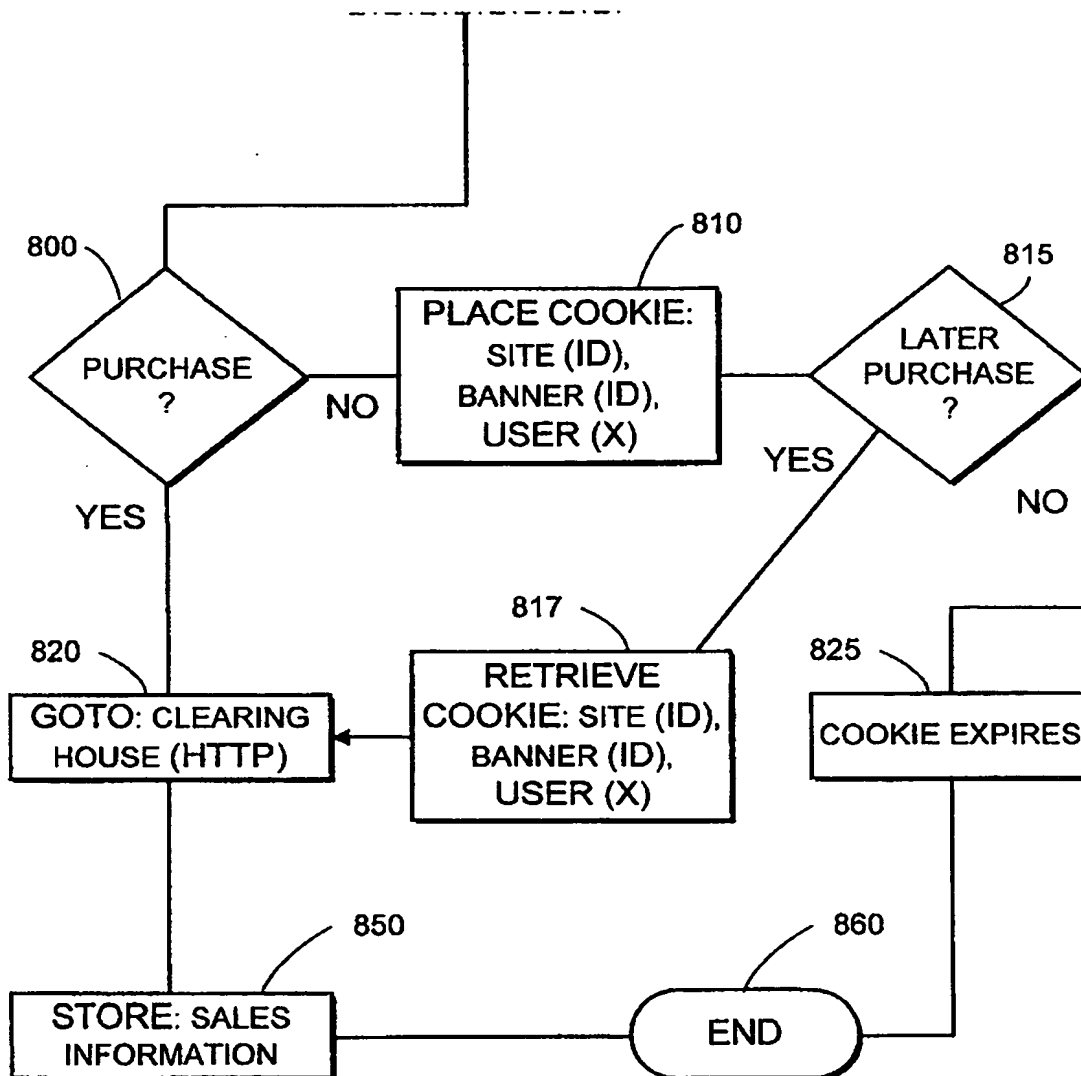 800
PURCHASE
?
NO
YES
810
PLACE COOKIE:
SITE (ID),
BANNER (ID),
USER (X)
815
LATER
PURCHASE
?
YES
NO
817
RETRIEVE
COOKIE: SITE (ID),
BANNER (ID),
USER (X)
820
GOTO: CLEARING
HOUSE (HTTP)
825
COOKIE EXPIRES
850
STORE: SALES
INFORMATION
860
END